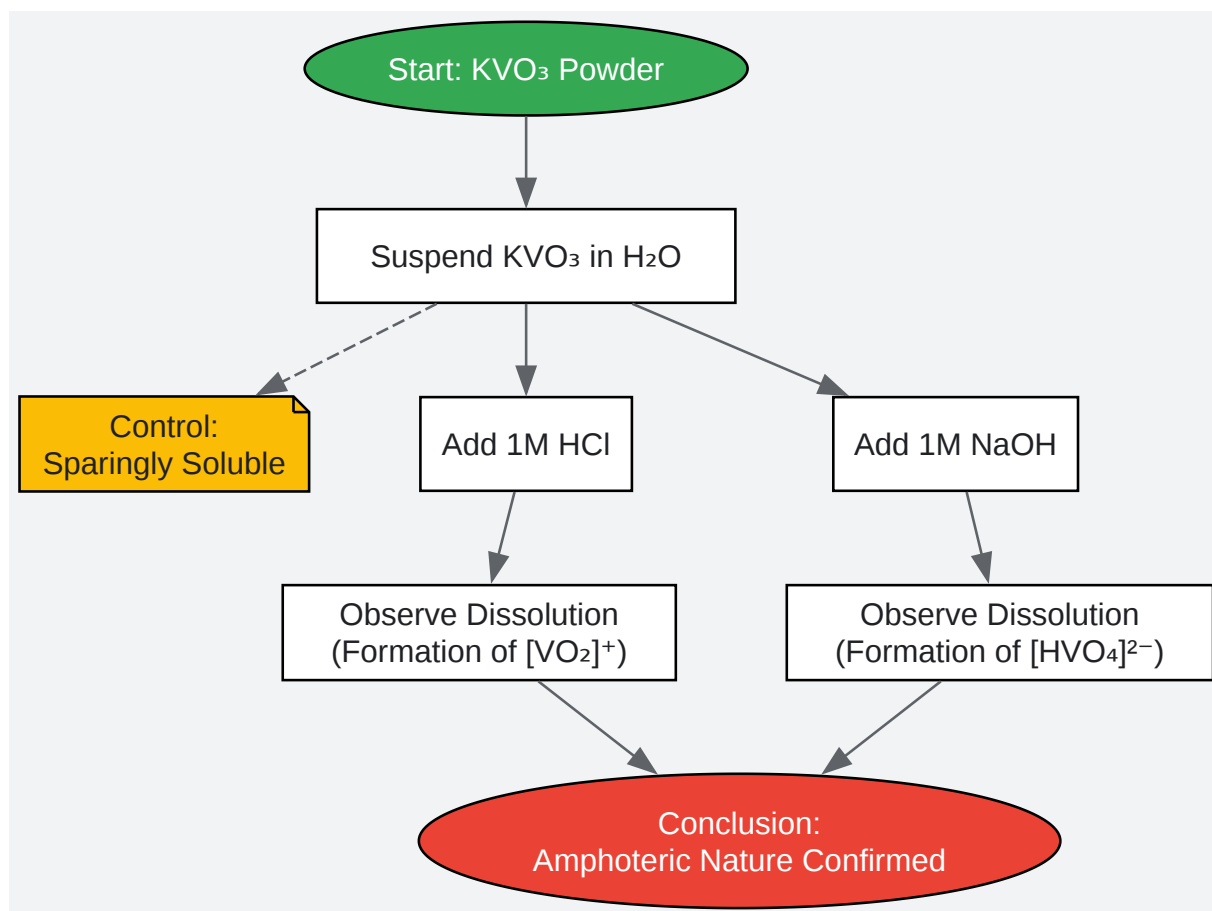 Start: KVO₃ Powder
Suspend KVO₃ in H₂O
Control:
Sparingly Soluble
Add 1M HCl
Add 1M NaOH
Observe Dissolution
(Formation of [VO₂]⁺)
Observe Dissolution
(Formation of [HVO₄]²⁻)
Conclusion:
Amphoteric Nature Confirmed